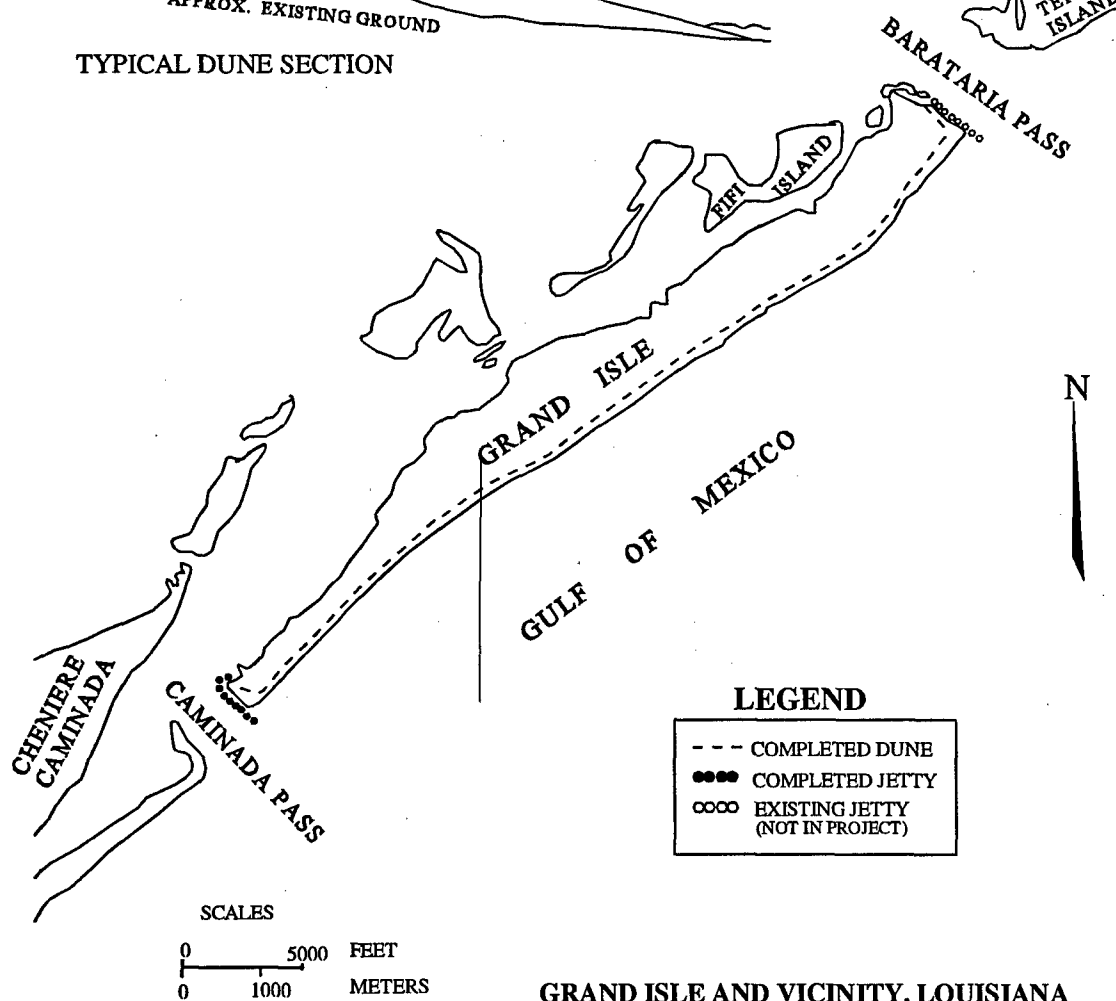 APPROX. EXISTING GROUND
TYPICAL DUNE SECTION
ISLAND
BARATARIA PASS
FIFI ISLAND
GRAND ISLE
N
GULF OF MEXICO
CHENIERE
CAMINADA
CAMINADA PASS
LEGEND
COMPLETED DUNE
COMPLETED JETTY
EXISTING JETTY
(NOT IN PROJECT)
SCALES
0 5000 FEET
0 1000 METERS
GRAND ISLE AND VICINITY, LOUISIANA